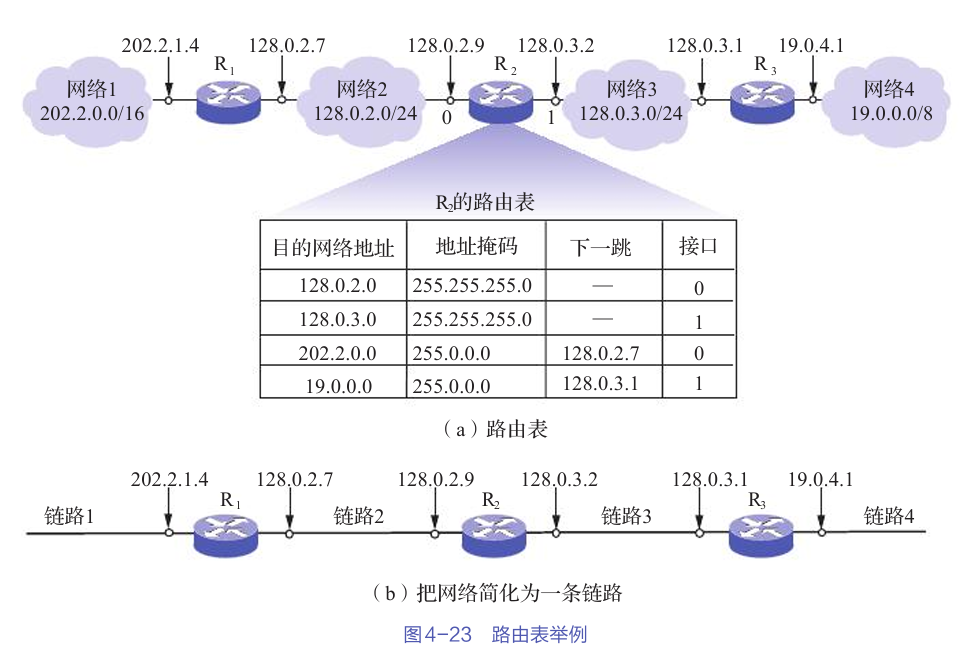 202.2.1.4 128.0.2.7 128.0.2.9 128.0.3.2 128.0.3.1 19.0.4.1
R1 R2 R3
网络1 网络2 网络3 网络4
202.2.0.0/16 128.0.2.0/24 128.0.3.0/24 19.0.0.0/8
0 1
R2的路由表
目的网络地址 地址掩码 下一跳 接口
128.0.2.0 255.255.255.0 — 0
128.0.3.0 255.255.255.0 — 1
202.2.0.0 255.0.0.0 128.0.2.7 0
19.0.0.0 255.0.0.0 128.0.3.1 1
（a）路由表
202.2.1.4 128.0.2.7 128.0.2.9 128.0.3.2 128.0.3.1 19.0.4.1
R1 R2 R3
链路1 链路2 链路3 链路4
（b）把网络简化为一条链路
图4-23 路由表举例